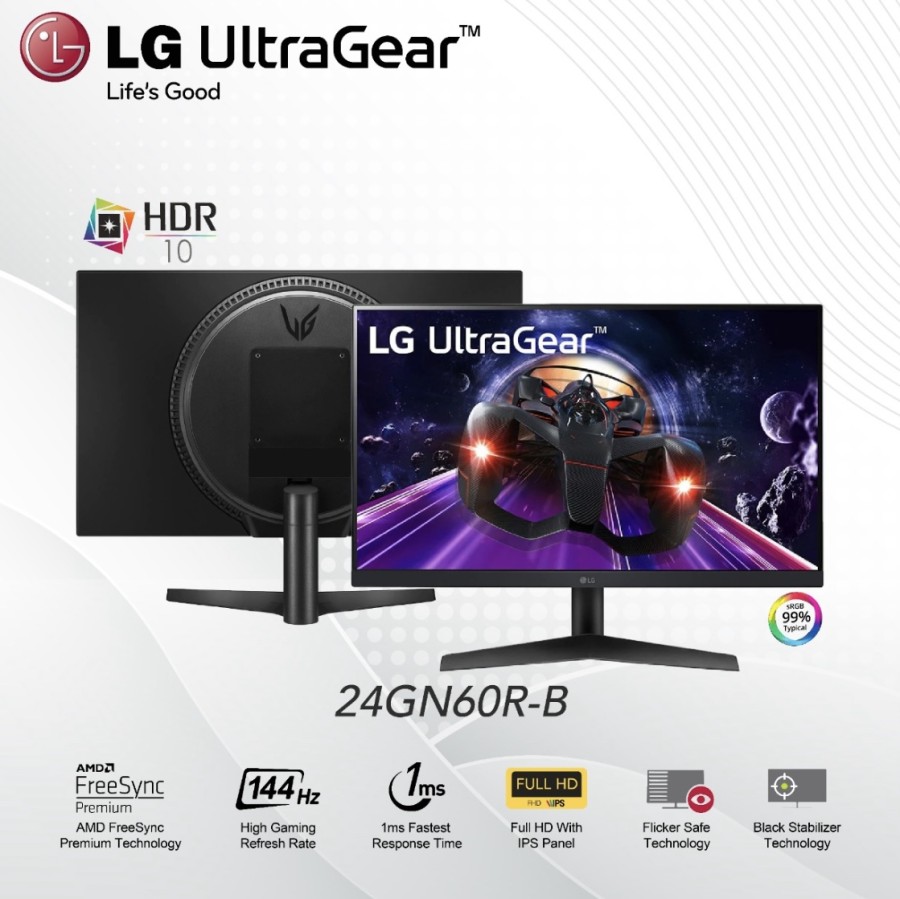 LG UltraGear™
Life's Good
HDR
10
LG UltraGear™
LG
sRGB
99%
Typical
24GN60R-B
AMD
FreeSync
Premium
AMD FreeSync
Premium Technology
144Hz
High Gaming
Refresh Rate
1ms
1ms Fastest
Response Time
FULL HD
FHD IPS
Full HD With
IPS Panel
Flicker Safe
Technology
Black Stabilizer
Technology